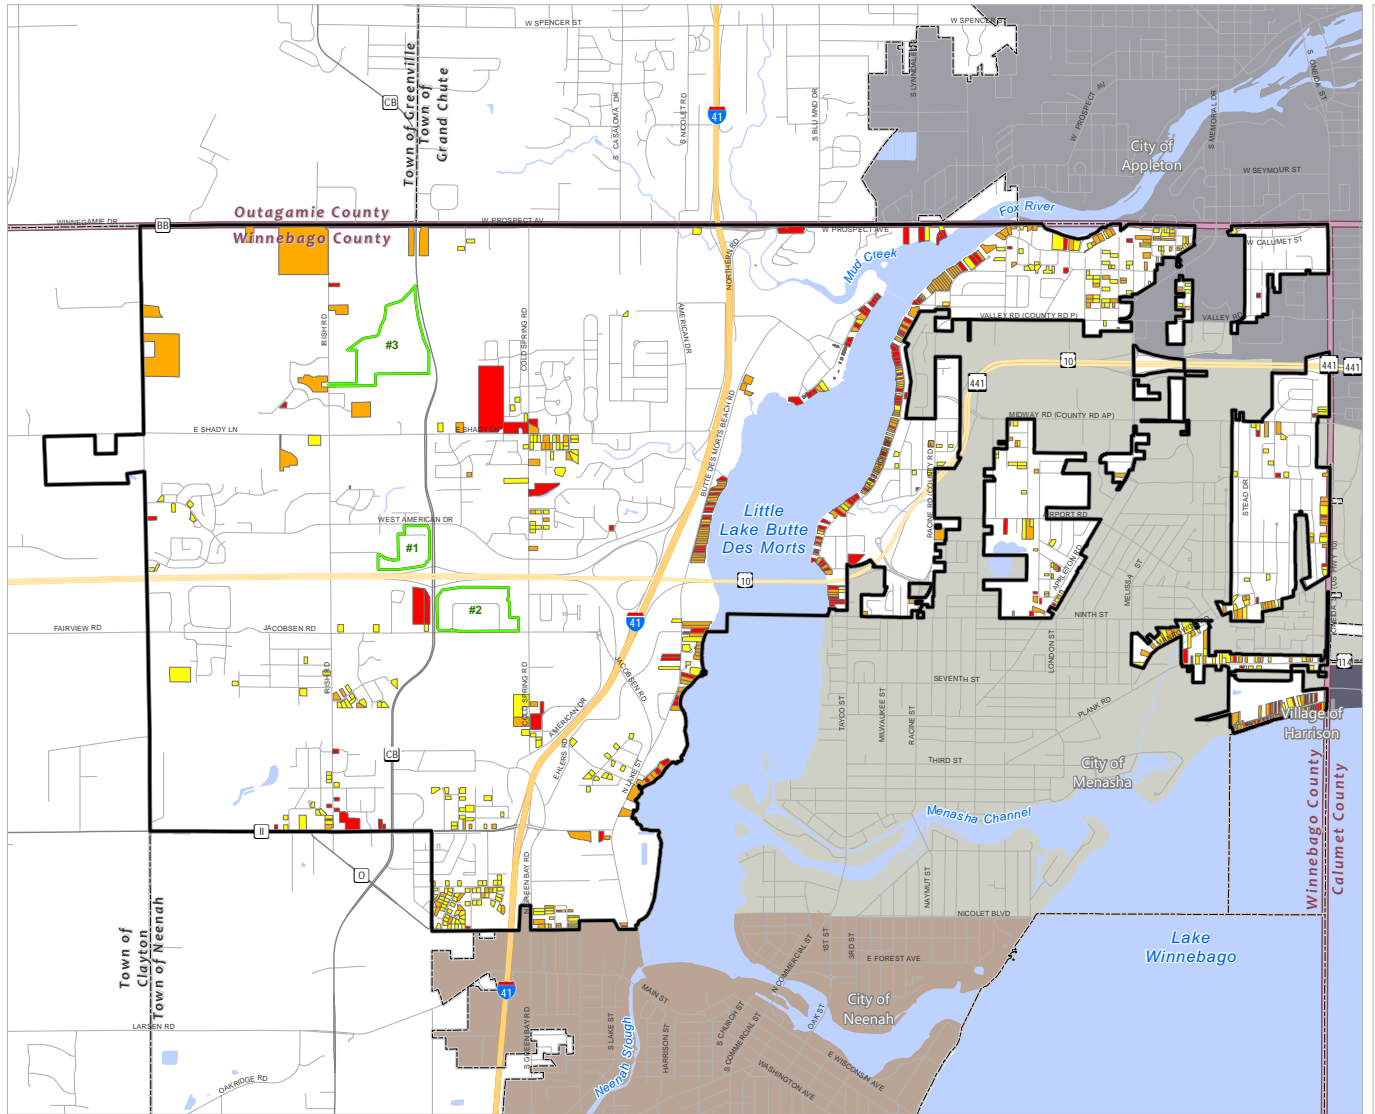 W SPENCER ST
W SPENCER S
S LYNNDALE
S ONEIDA ST
CB
Town of Greenville
Town of
Grand Chute
S CASALOMA DR
S NICOLET RD
41
S BLU MND DR
W PROSPECT AV
S MEMORIAL DR
City of
Appleton
W SEYMOUR ST
Fox River
Outagamie County
WINNEGAMIE DR
BB
W PROSPECT AV
Winnebago County
W PROSPECT AVE
W CALUMET ST
NORTHERN RD
Mud Creek
IRISH RD
#3
COLD SPRING RD
AMERICAN DR
VALLEY RD (COUNTY RD P)
VALLEY RD
10
441
441
441
BUTTE DES MORTS BEACH RD
MIDWAY RD (COUNTY RD AP)
E SHADY LN
E SHADY LN
RACINE RD (COUNTY RD P)
STEAD DR
Little
Lake Butte
Des Morts
WEST AMERICAN DR
AIRPORT RD
#1
APPLETON RD
MELISSA ST
ONEIDA ST (US HWY 10)
10
#2
FAIRVIEW RD
JACOBSEN RD
41
NINTH ST
LONDON ST
114
IRISH RD
COLD SPRING RD
JACOBSEN RD
SEVENTH ST
TAYCO ST
MILWAUKEE ST
RACINE ST
PLANK RD
Village of
Harrison
AMERICAN DR
CB
EHLERS RD
N LAKE ST
THIRD ST
City of
Menasha
Menasha Channel
Winnebago County
Calumet County
II
O
N GREEN BAY RD
NAYMUT ST
NICOLET BLVD
Town of
Clayton
Town of Neenah
1ST ST
3RD ST
N COMMERCIAL ST
E FOREST AVE
Lake
Winnebago
41
MAIN ST
City of
Neenah
OAK ST
LARSEN RD
S GREEN BAY RD
S LAKE ST
Neenah Slough
HARRISON ST
S CHURCH ST
S COMMERCIAL ST
WASHINGTON AVE
E WISCONSIN AVE
OAKRIDGE RD